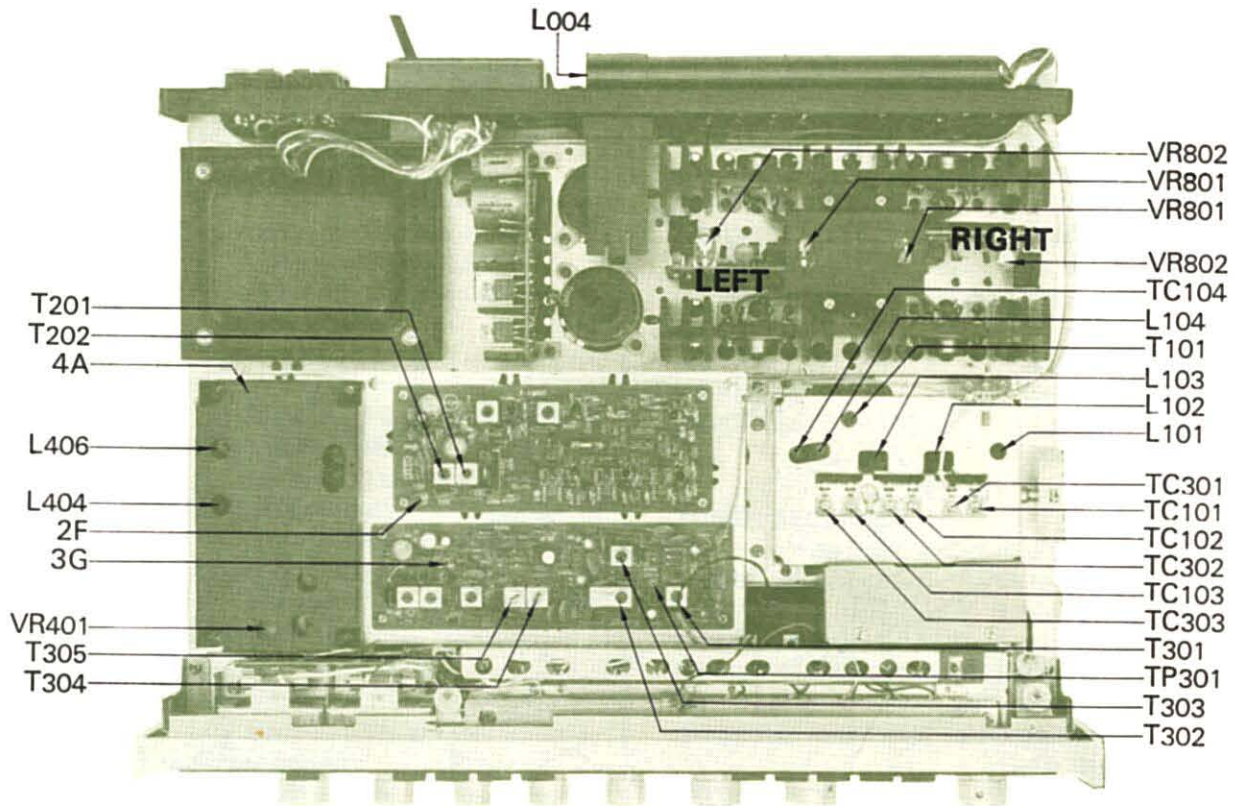 L004
VR802
VR801
VR801
RIGHT
VR802
LEFT
TC104
L104
T101
L103
L102
L101
TC301
TC101
TC102
TC302
TC103
TC303
T301
TP301
T303
T302
T201
T202
4A
L406
L404
2F
3G
VR401
T305
T304